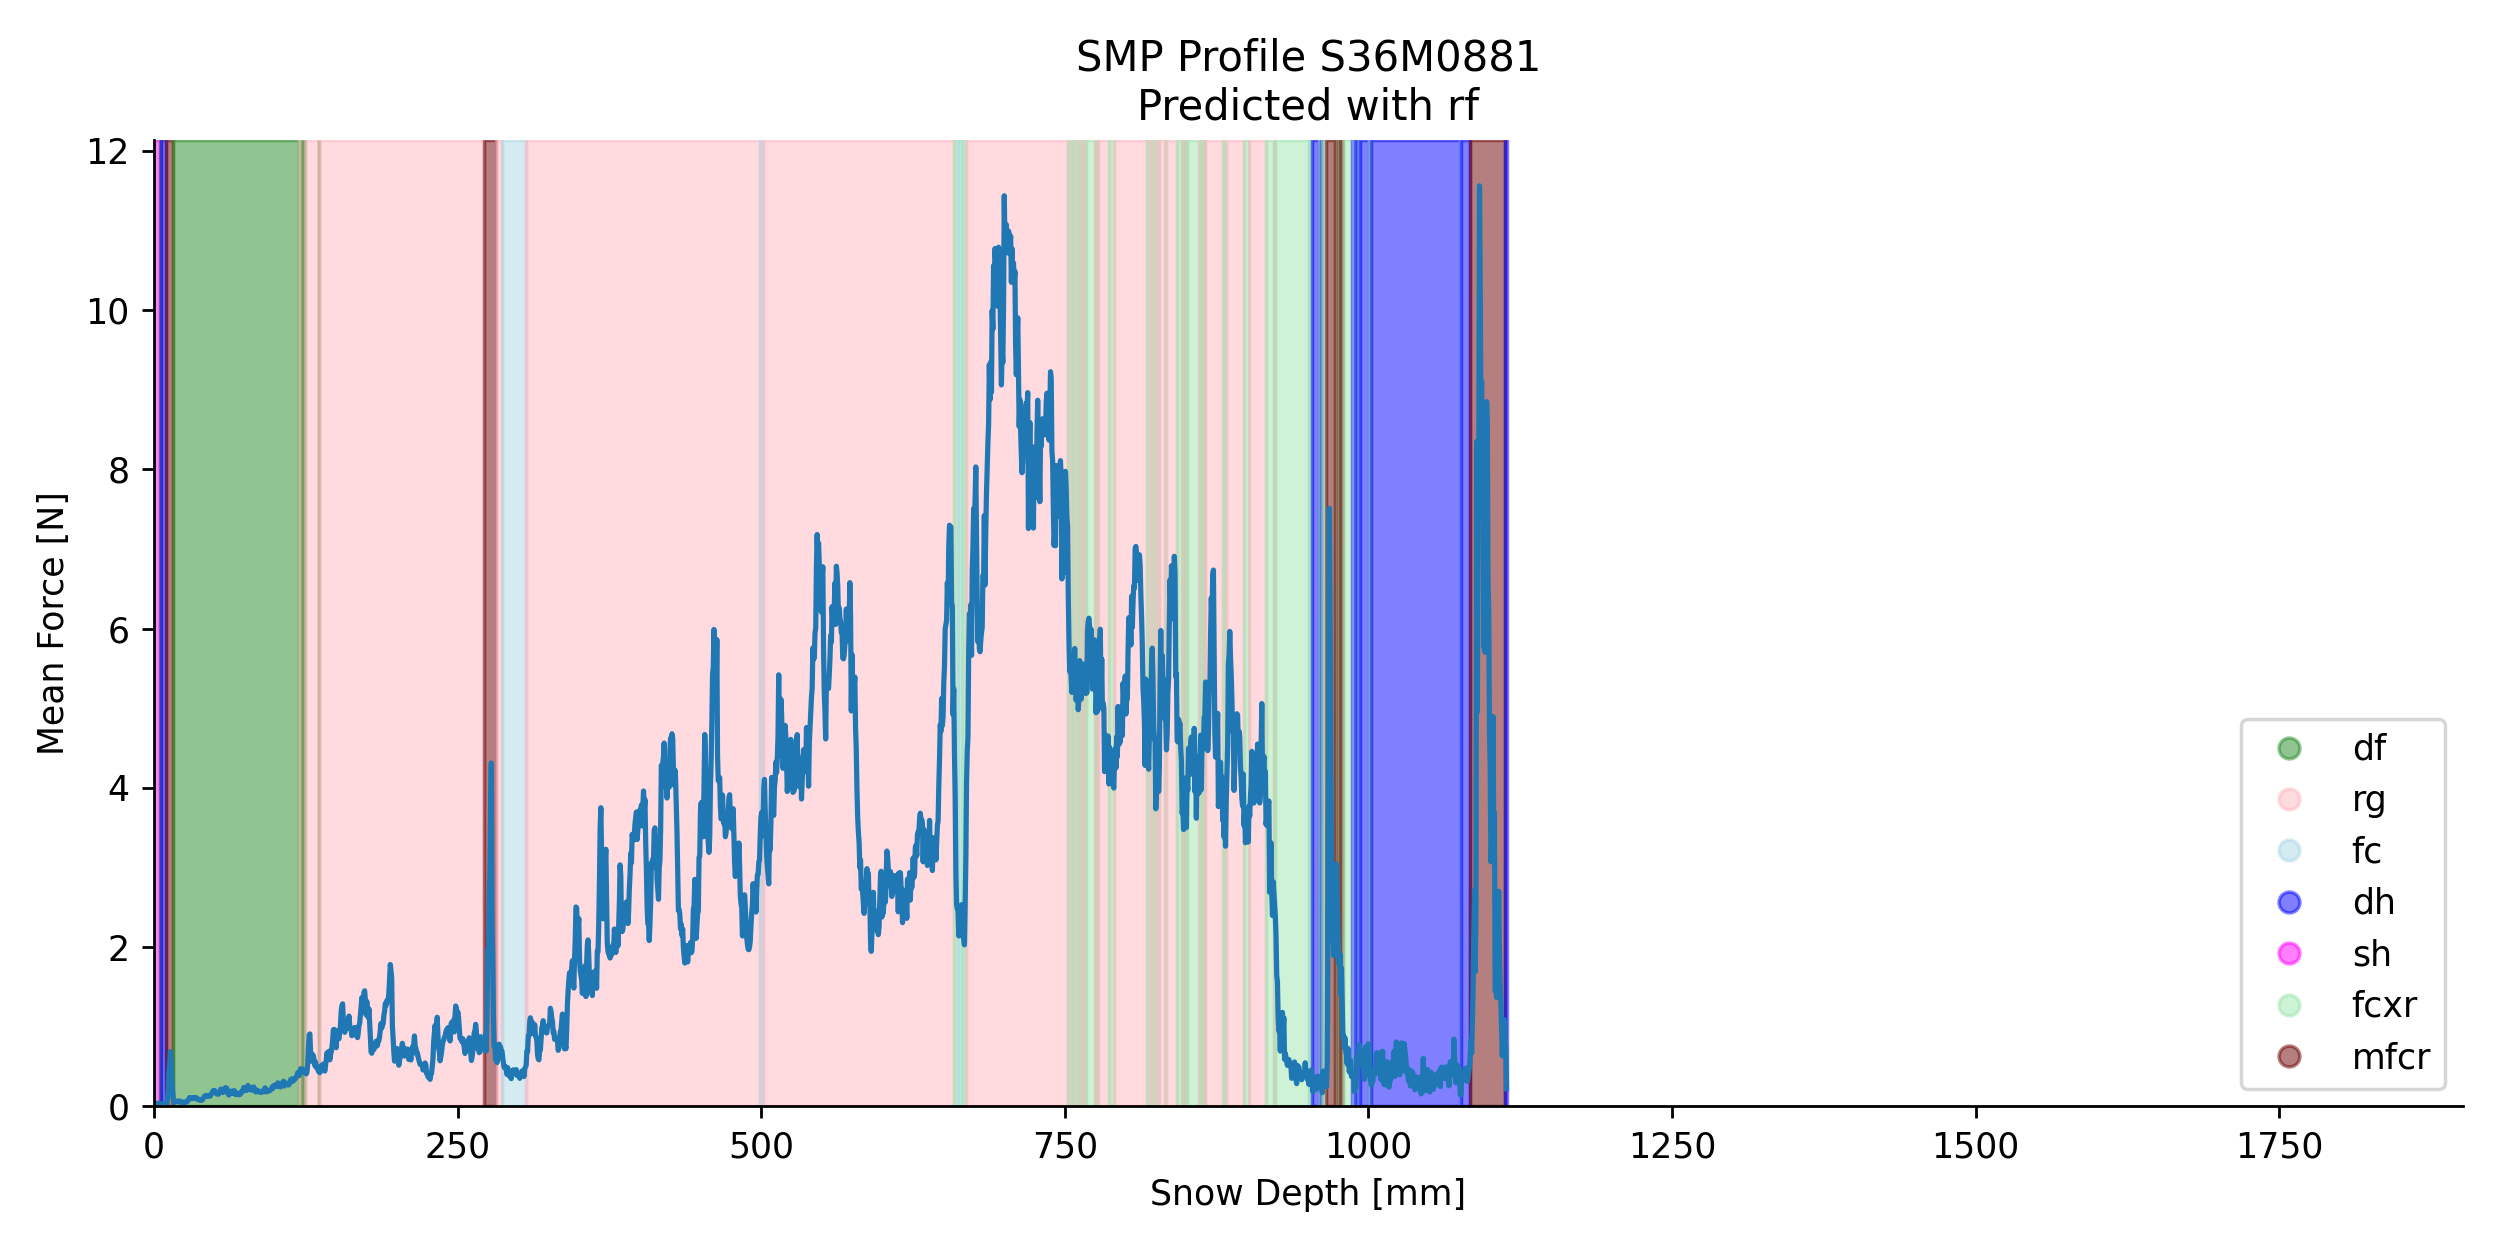 SMP Profile S36M0881
Predicted with rf
12
10
8
6
4
2
0
Mean Force [N]
0 250 500 750 1000 1250 1500 1750
Snow Depth [mm]
df
rg
fc
dh
sh
fcxr
mfcr